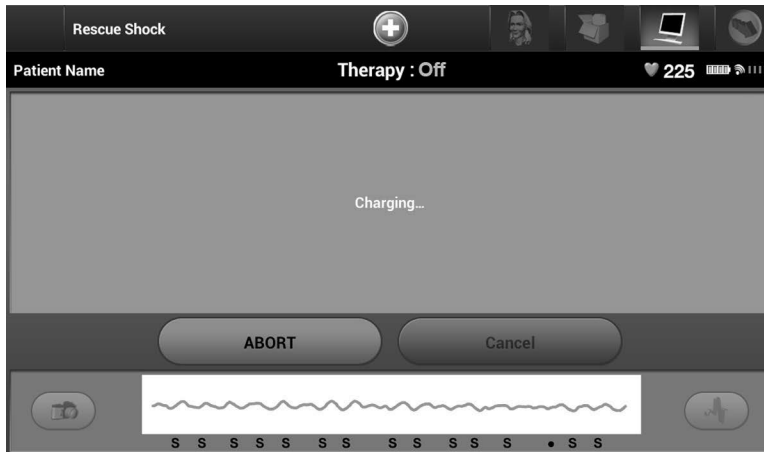 Rescue Shock
Patient Name Therapy : Off 225
Charging…
ABORT Cancel
S S S S S S S S S S S S • S S